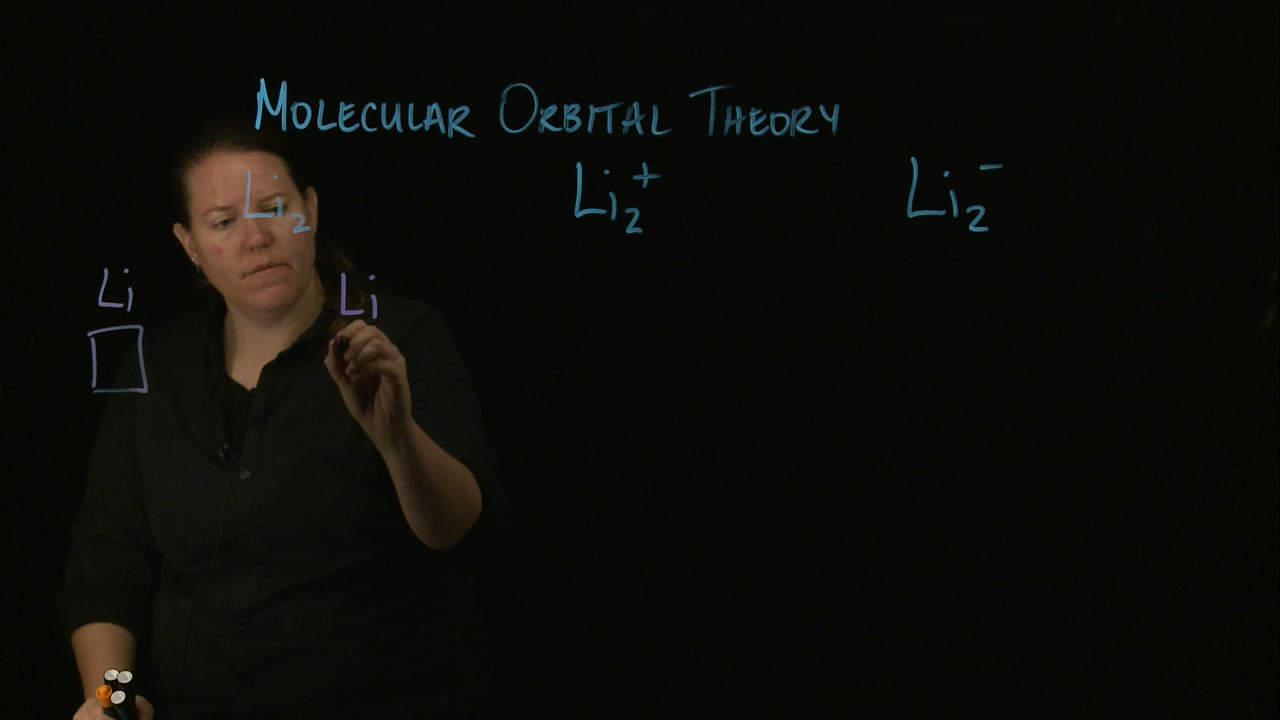 MOLECULAR ORBITAL THEORY
Li₂ Li₂⁺ Li₂⁻
Li Li